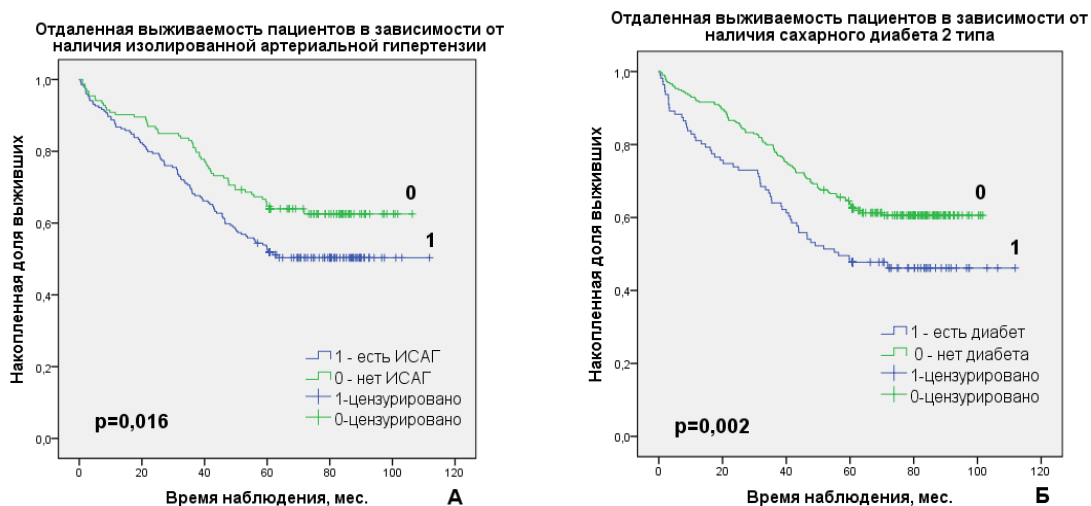 Отдаленная выживаемость пациентов в зависимости от
наличия изолированной артериальной гипертензии
Накопленная доля выживших
1,0
0,8
0,6
0,4
0,2
0,0
0
1
1 - есть ИСАГ
0 - нет ИСАГ
1-цензурировано
0-цензурировано
p=0,016
0 20 40 60 80 100 120
Время наблюдения, мес.
А
Отдаленная выживаемость пациентов в зависимости от
наличия сахарного диабета 2 типа
Накопленная доля выживших
1,0
0,8
0,6
0,4
0,2
0,0
0
1
1 - есть диабет
0 - нет диабета
1-цензурировано
0-цензурировано
p=0,002
0 20 40 60 80 100 120
Время наблюдения, мес.
Б